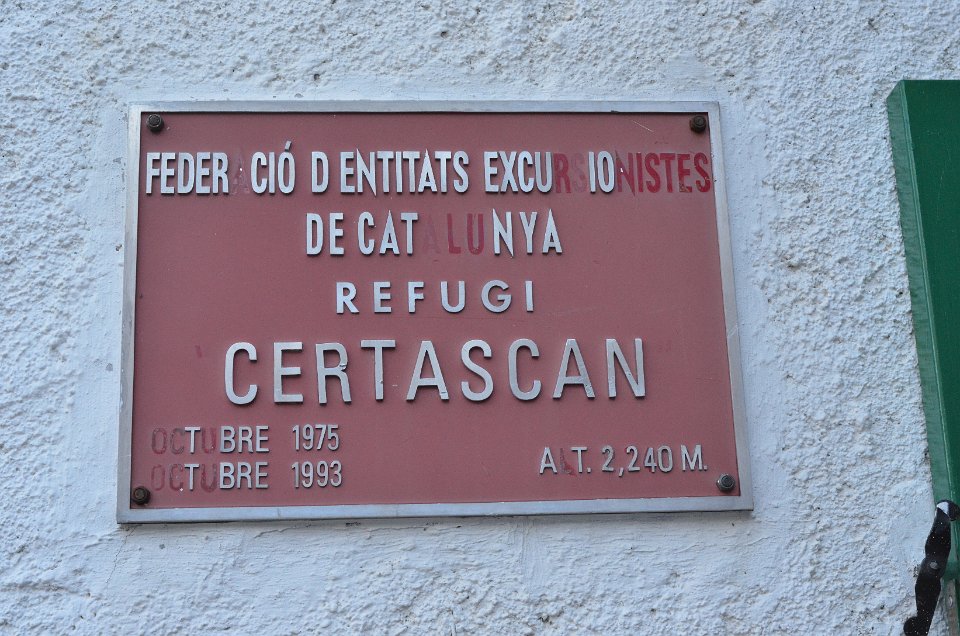 FEDERACIÓ D ENTITATS EXCURSIONISTES
DE CATALUNYA
REFUGI
CERTASCAN
OCTUBRE 1975
OCTUBRE 1993
ALT. 2,240 M.